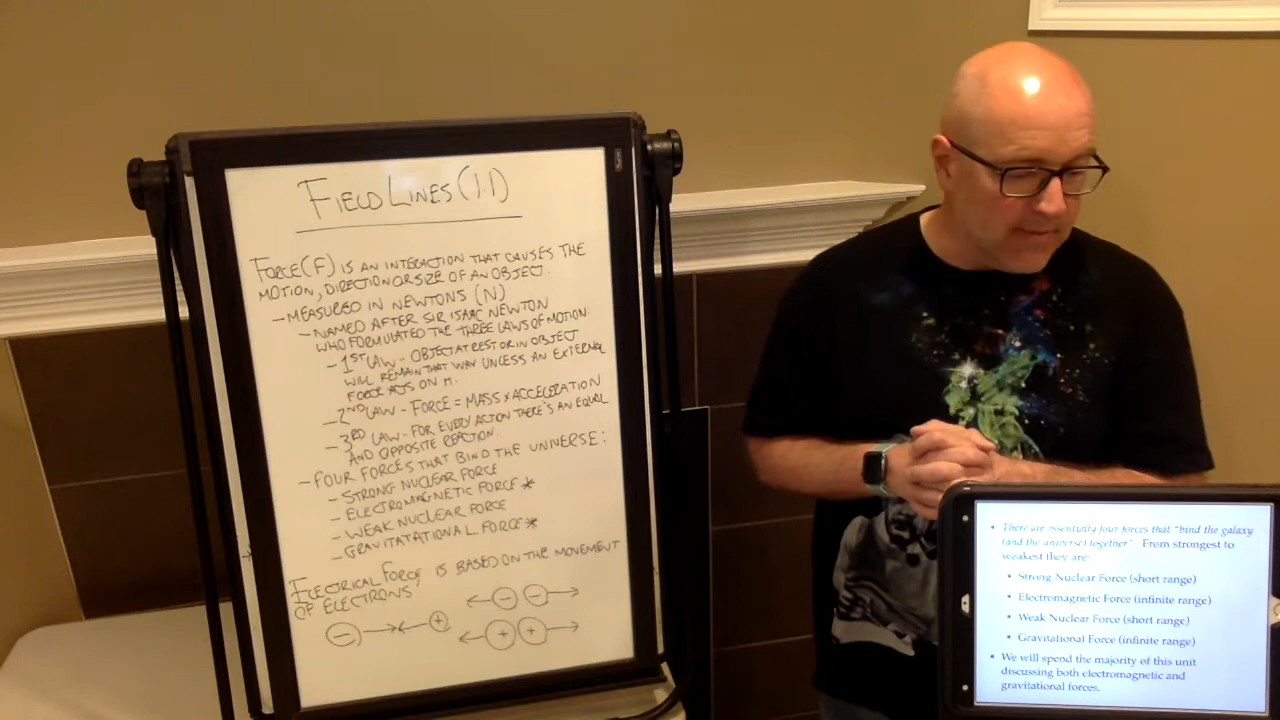 FIELD LINES (1.1)
FORCE (F) IS AN INTERACTION THAT CAUSES THE
MOTION, DIRECTION OR SIZE OF AN OBJECT.
- MEASURED IN NEWTONS (N)
- NAMED AFTER SIR ISAAC NEWTON
WHO FORMULATED THE THREE LAWS OF MOTION:
- 1ST LAW - OBJECT AT REST OR IN OBJECT
WILL REMAIN THAT WAY UNLESS AN EXTERNAL
FORCE ACTS ON IT.
- 2ND LAW - FORCE = MASS × ACCELERATION
- 3RD LAW - FOR EVERY ACTION THERE'S AN EQUAL
AND OPPOSITE REACTION.
- FOUR FORCES THAT BIND THE UNIVERSE:
- STRONG NUCLEAR FORCE
- ELECTROMAGNETIC FORCE *
- WEAK NUCLEAR FORCE
- GRAVITATATIONAL FORCE *
ELECTRICAL FORCE IS BASED ON THE MOVEMENT
OF ELECTRONS
− + − −
+ +
• There are essentially four forces that "bind the galaxy
(and the universe) together". From strongest to
weakest they are:
• Strong Nuclear Force (short range)
• Electromagnetic Force (infinite range)
• Weak Nuclear Force (short range)
• Gravitational Force (infinite range)
• We will spend the majority of this unit
discussing both electromagnetic and
gravitational forces.